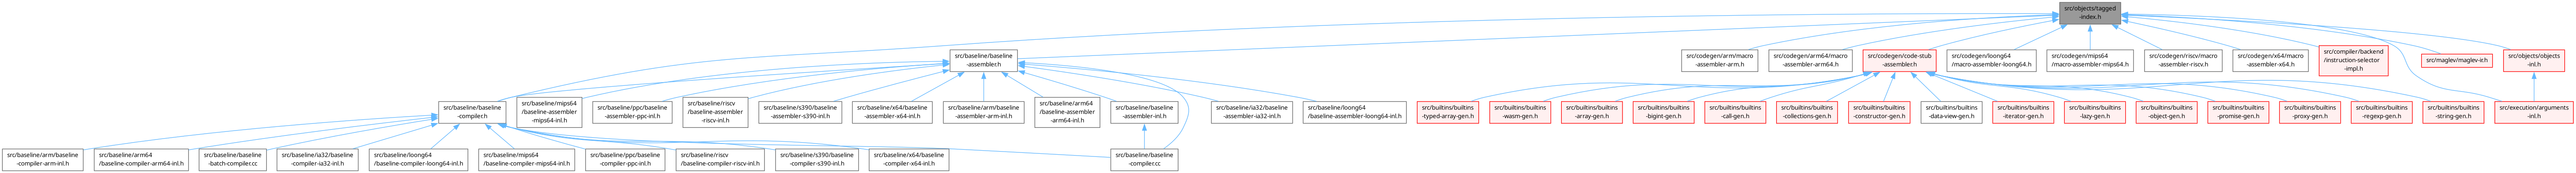 src/objects/tagged
-index.h
src/baseline/baseline
-assembler.h
src/codegen/arm/macro
-assembler-arm.h
src/codegen/arm64/macro
-assembler-arm64.h
src/codegen/code-stub
-assembler.h
src/codegen/loong64
/macro-assembler-loong64.h
src/codegen/mips64
/macro-assembler-mips64.h
src/codegen/riscv/macro
-assembler-riscv.h
src/codegen/x64/macro
-assembler-x64.h
src/compiler/backend
/instruction-selector
-impl.h
src/maglev/maglev-ir.h
src/objects/objects
-inl.h
src/baseline/baseline
-compiler.h
src/baseline/mips64
/baseline-assembler
-mips64-inl.h
src/baseline/ppc/baseline
-assembler-ppc-inl.h
src/baseline/riscv
/baseline-assembler
-riscv-inl.h
src/baseline/s390/baseline
-assembler-s390-inl.h
src/baseline/x64/baseline
-assembler-x64-inl.h
src/baseline/arm/baseline
-assembler-arm-inl.h
src/baseline/arm64
/baseline-assembler
-arm64-inl.h
src/baseline/baseline
-assembler-inl.h
src/baseline/ia32/baseline
-assembler-ia32-inl.h
src/baseline/loong64
/baseline-assembler-loong64-inl.h
src/builtins/builtins
-typed-array-gen.h
src/builtins/builtins
-wasm-gen.h
src/builtins/builtins
-array-gen.h
src/builtins/builtins
-bigint-gen.h
src/builtins/builtins
-call-gen.h
src/builtins/builtins
-collections-gen.h
src/builtins/builtins
-constructor-gen.h
src/builtins/builtins
-data-view-gen.h
src/builtins/builtins
-iterator-gen.h
src/builtins/builtins
-lazy-gen.h
src/builtins/builtins
-object-gen.h
src/builtins/builtins
-promise-gen.h
src/builtins/builtins
-proxy-gen.h
src/builtins/builtins
-regexp-gen.h
src/builtins/builtins
-string-gen.h
src/execution/arguments
-inl.h
src/baseline/arm/baseline
-compiler-arm-inl.h
src/baseline/arm64
/baseline-compiler-arm64-inl.h
src/baseline/baseline
-batch-compiler.cc
src/baseline/ia32/baseline
-compiler-ia32-inl.h
src/baseline/loong64
/baseline-compiler-loong64-inl.h
src/baseline/mips64
/baseline-compiler-mips64-inl.h
src/baseline/ppc/baseline
-compiler-ppc-inl.h
src/baseline/riscv
/baseline-compiler-riscv-inl.h
src/baseline/s390/baseline
-compiler-s390-inl.h
src/baseline/x64/baseline
-compiler-x64-inl.h
src/baseline/baseline
-compiler.cc